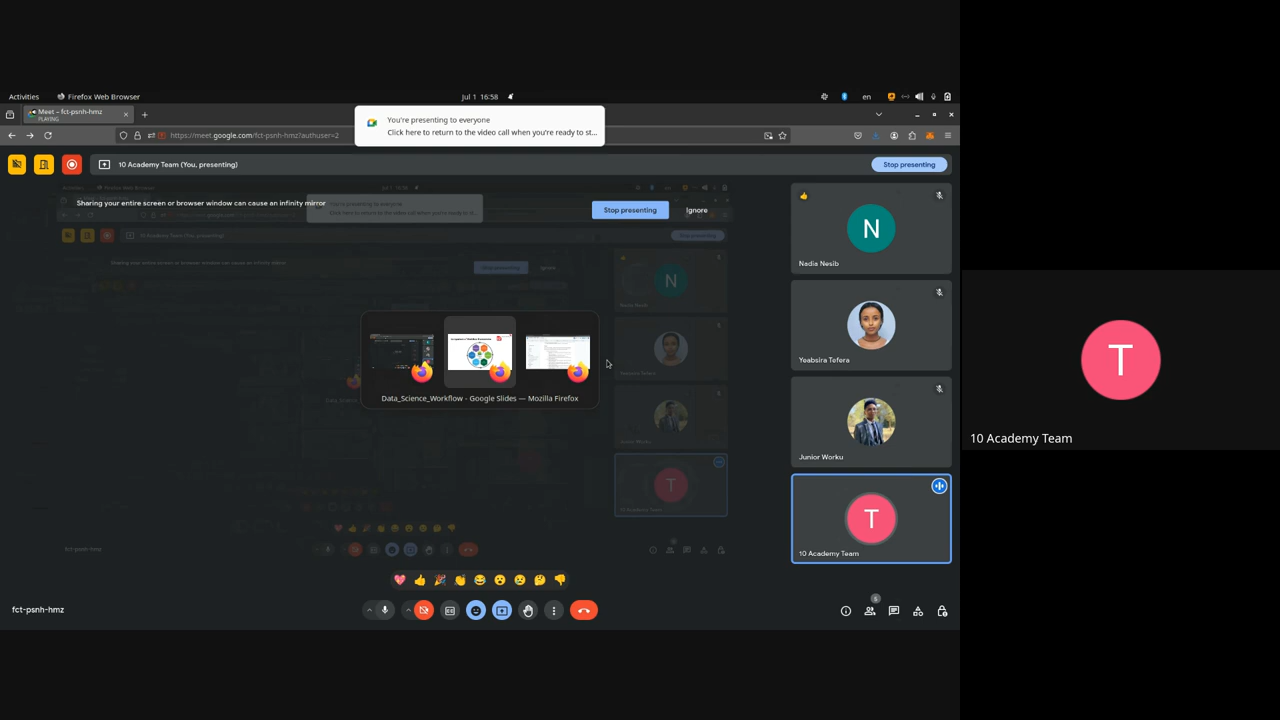 Activities
Firefox Web Browser
Jul 1 16:58
en
Meet – fct-psnh-hmz
PLAYING
https://meet.google.com/fct-psnh-hmz?authuser=2
You're presenting to everyone
Click here to return to the video call when you're ready to st...
10 Academy Team (You, presenting)
Stop presenting
Sharing your entire screen or browser window can cause an infinity mirror
Stop presenting
Ignore
N
Nadia Nesib
Yeabsira Tefera
Junior Worku
T
10 Academy Team
Data_Science_Workflow - Google Slides — Mozilla Firefox
fct-psnh-hmz
5
T
10 Academy Team